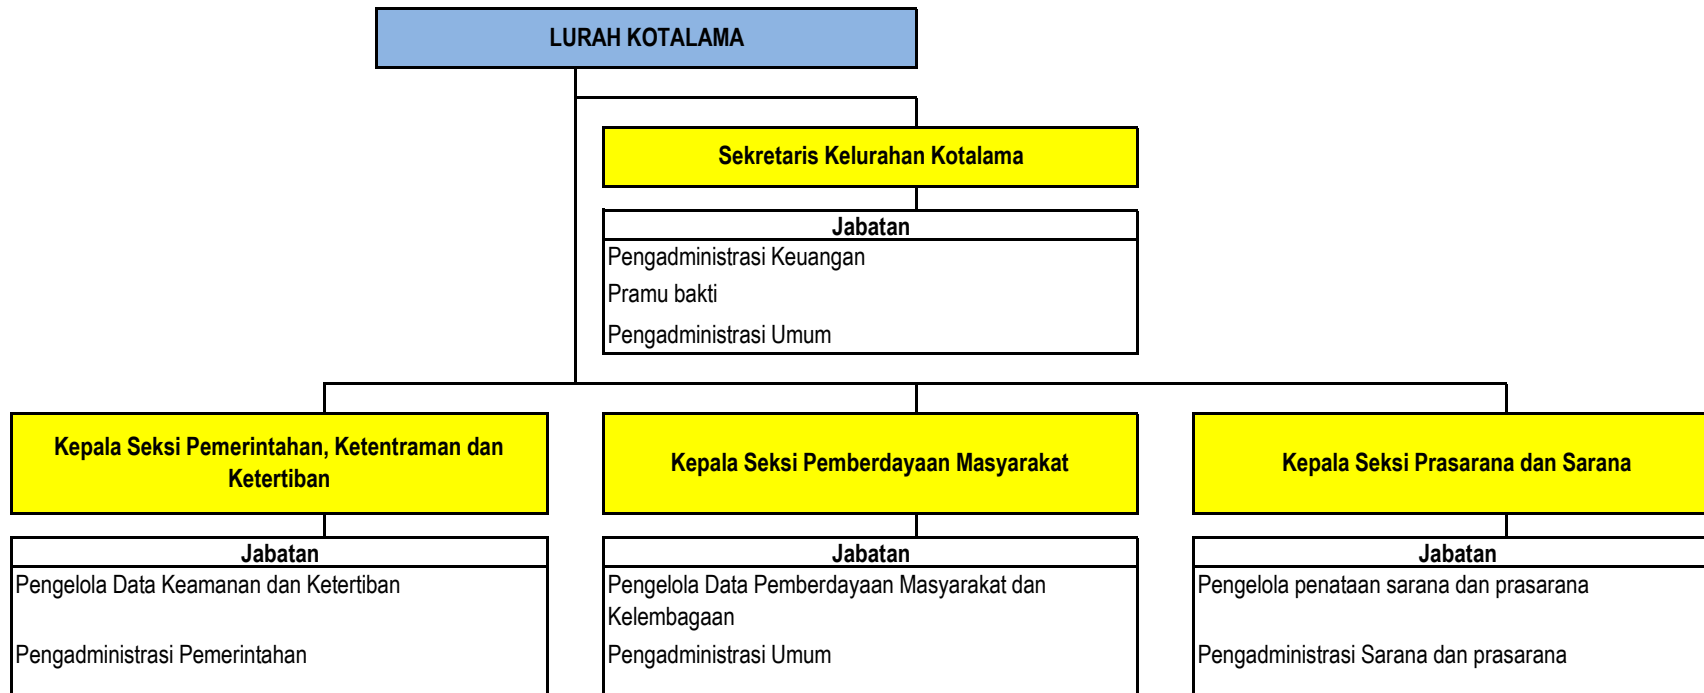 LURAH KOTALAMA
Sekretaris Kelurahan Kotalama
Jabatan
Pengadministrasi Keuangan
Pramu bakti
Pengadministrasi Umum
Kepala Seksi Pemerintahan, Ketentraman dan
Ketertiban
Jabatan
Pengelola Data Keamanan dan Ketertiban
Pengadministrasi Pemerintahan
Kepala Seksi Pemberdayaan Masyarakat
Jabatan
Pengelola Data Pemberdayaan Masyarakat dan
Kelembagaan
Pengadministrasi Umum
Kepala Seksi Prasarana dan Sarana
Jabatan
Pengelola penataan sarana dan prasarana
Pengadministrasi Sarana dan prasarana